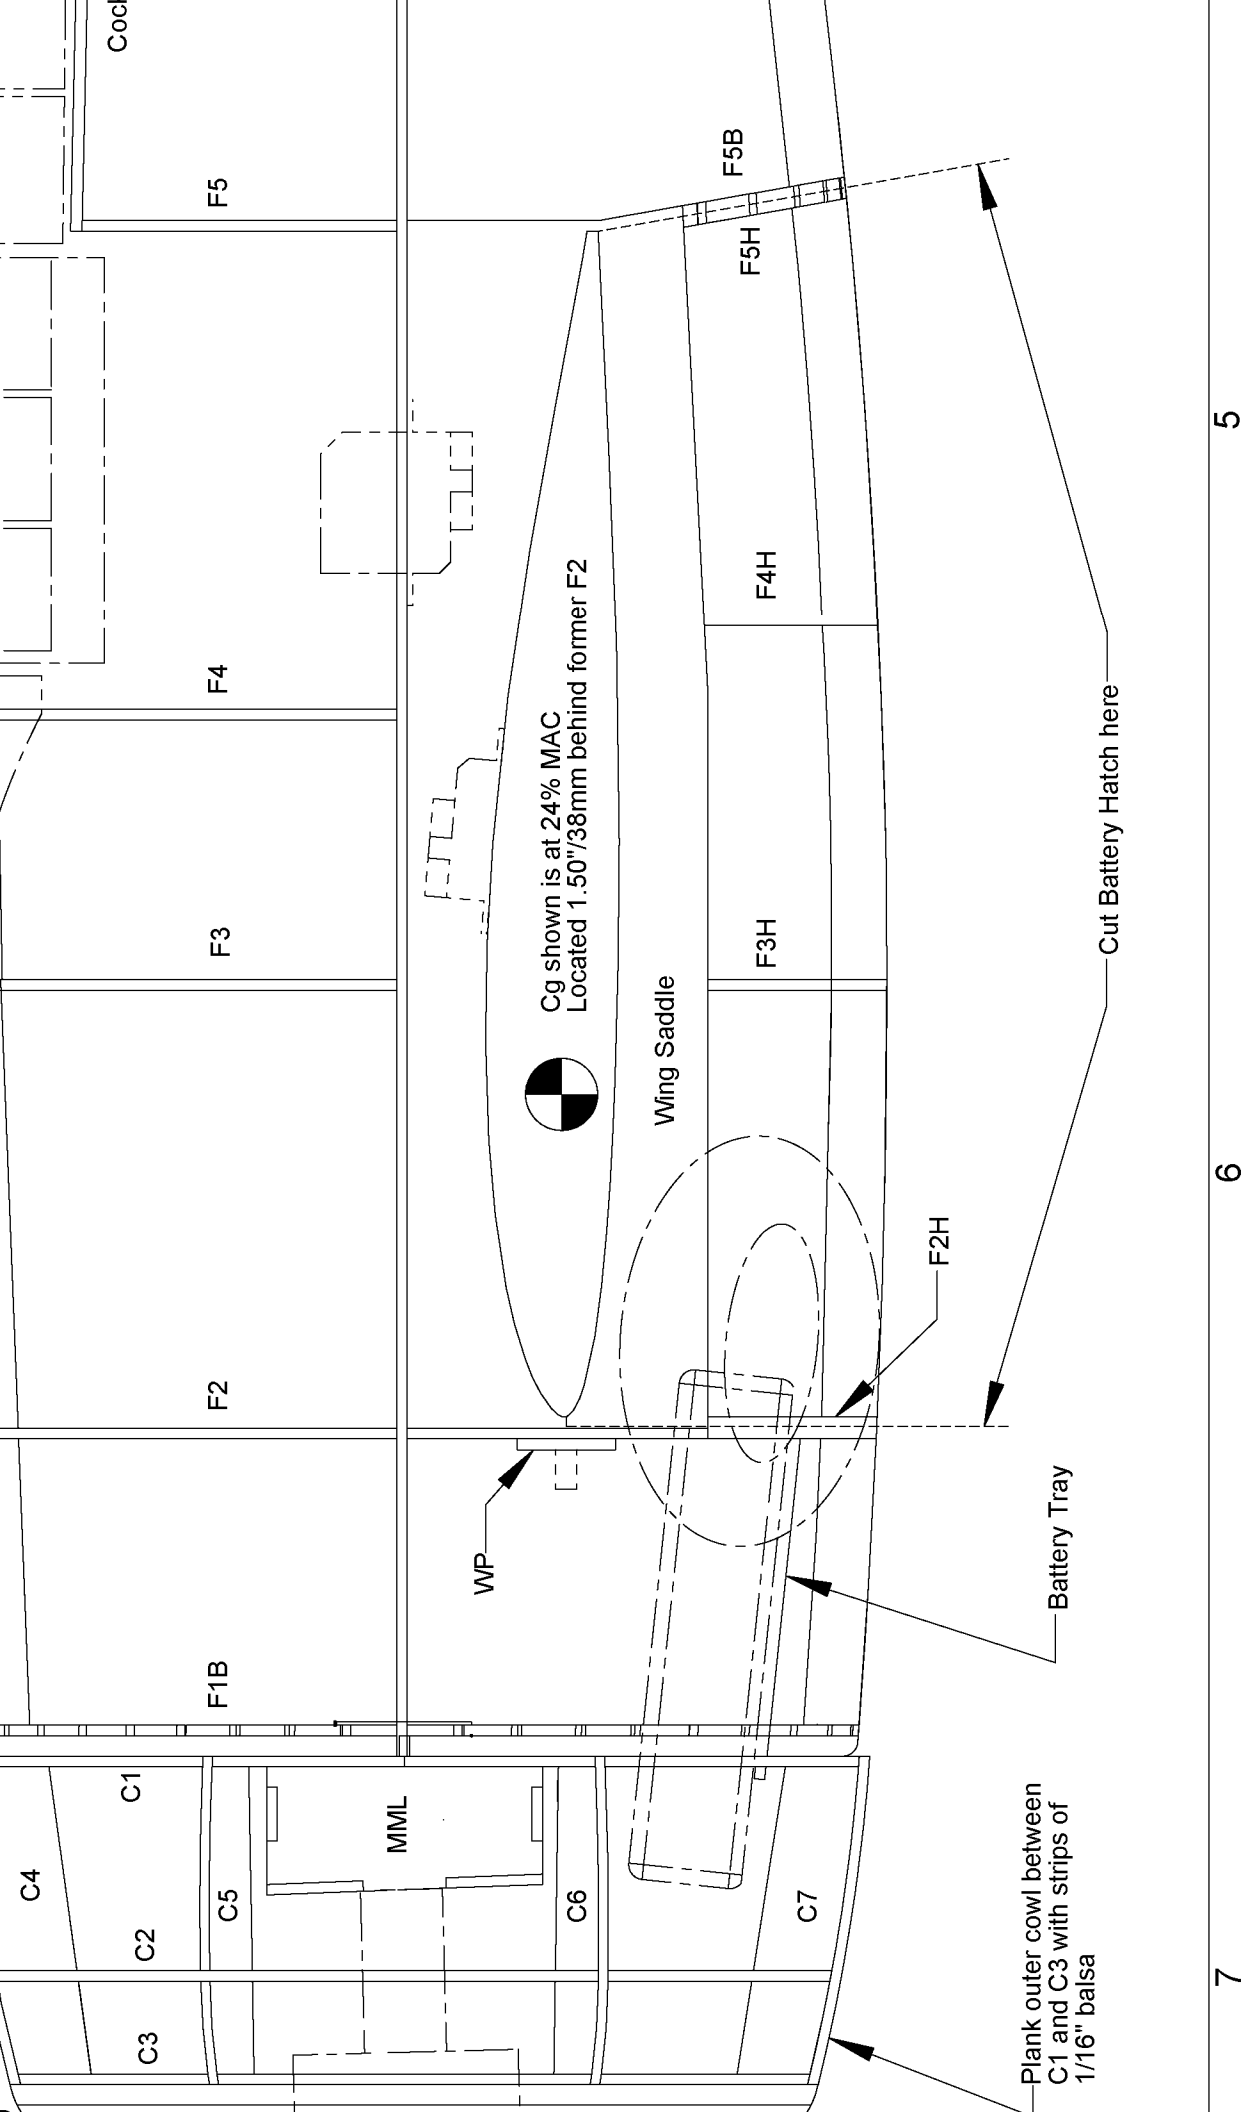 Cock
F5
F5B
F5H
5
F4
F4H
Cg shown is at 24% MAC
Located 1.50"/38mm behind former F2
Cut Battery Hatch here
F3
F3H
Wing Saddle
6
F2H
F2
WP
Battery Tray
F1B
C1
MML
C4
C5
C6
C7
C2
C3
Plank outer cowl between
C1 and C3 with strips of
1/16" balsa
7